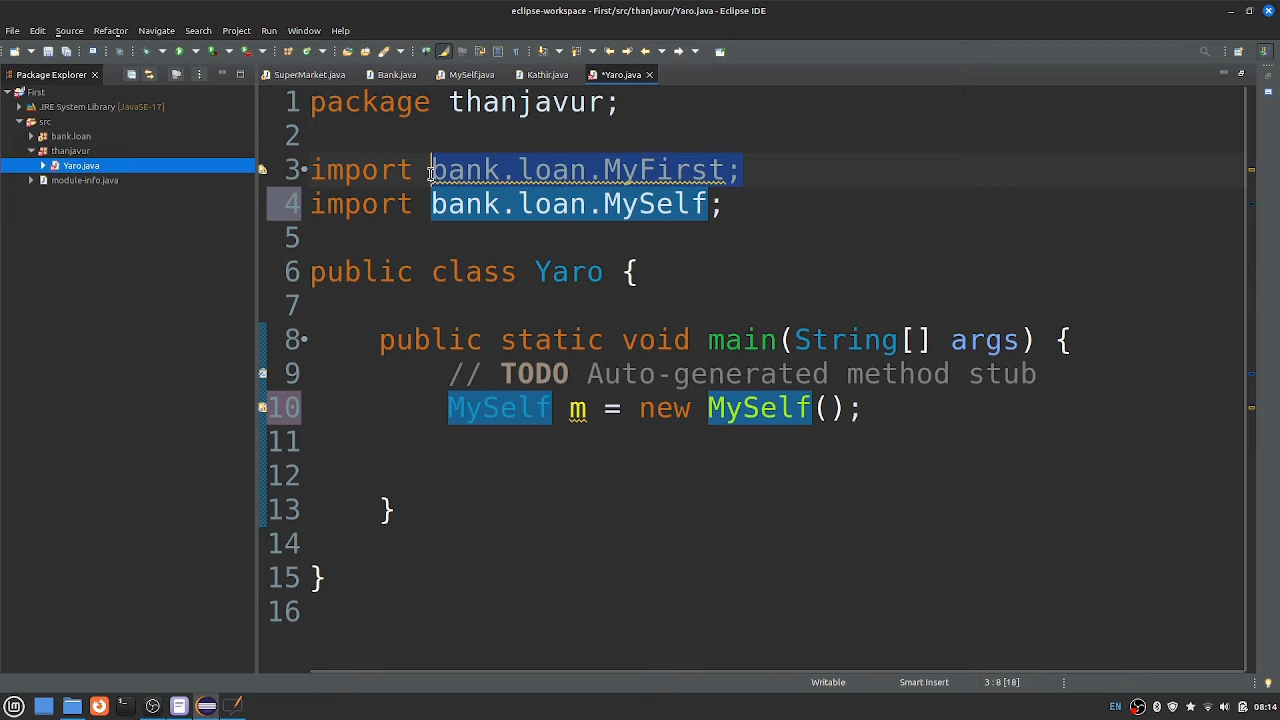 eclipse-workspace - First/src/thanjavur/Yaro.java - Eclipse IDE
File Edit Source Refactor Navigate Search Project Run Window Help
Package Explorer
SuperMarket.java
Bank.java
MySelf.java
Kathir.java
*Yaro.java
First
JRE System Library [JavaSE-17]
src
bank.loan
thanjavur
Yaro.java
module-info.java
1 package thanjavur;
2
3 import bank.loan.MyFirst;
4 import bank.loan.MySelf;
5
6 public class Yaro {
7
8 public static void main(String[] args) {
9 // TODO Auto-generated method stub
10 MySelf m = new MySelf();
11
12
13 }
14
15 }
16
Writable Smart Insert 3 : 8 [18]
EN 08:14